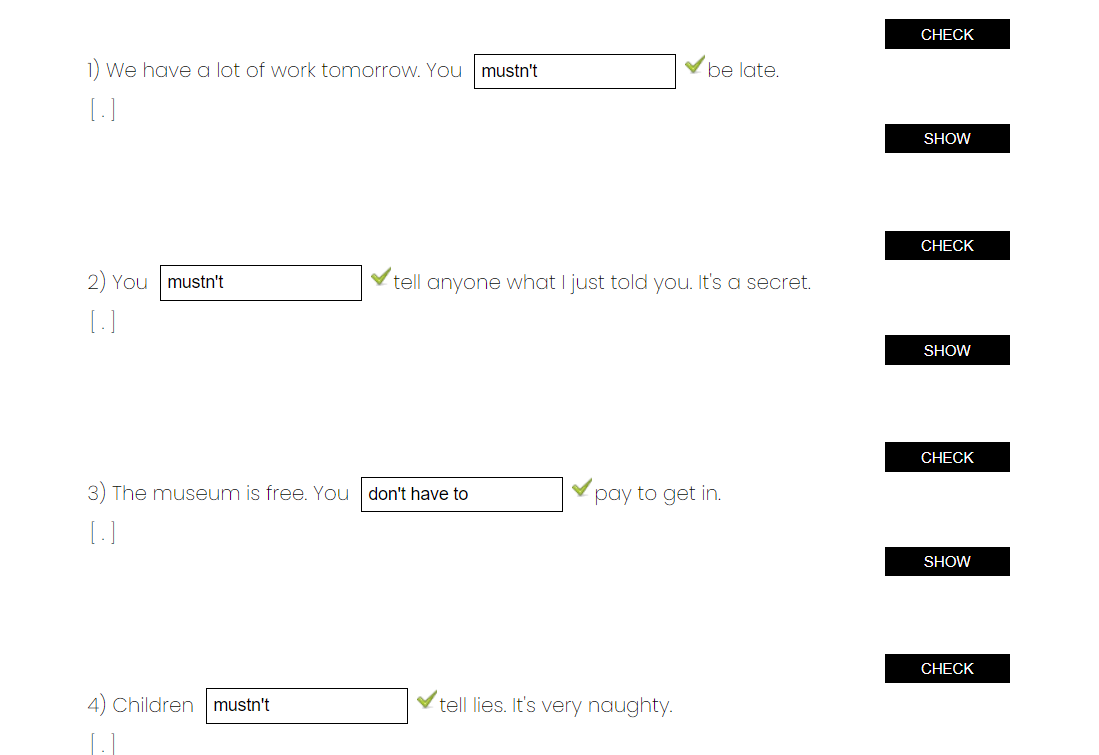 CHECK
1) We have a lot of work tomorrow. You mustn't be late.
[ . ]
SHOW
CHECK
2) You mustn't tell anyone what I just told you. It's a secret.
[ . ]
SHOW
CHECK
3) The museum is free. You don't have to pay to get in.
[ . ]
SHOW
CHECK
4) Children mustn't tell lies. It's very naughty.
[ . ]